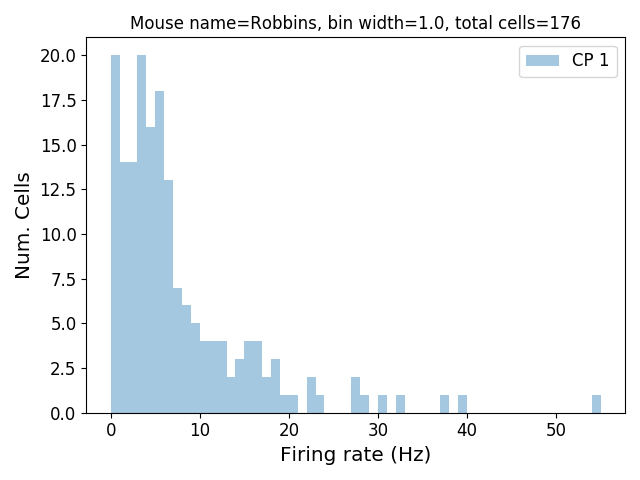 Mouse name=Robbins, bin width=1.0, total cells=176
CP 1
20.0
17.5
15.0
12.5
10.0
7.5
5.0
2.5
0.0
Num. Cells
0 10 20 30 40 50
Firing rate (Hz)